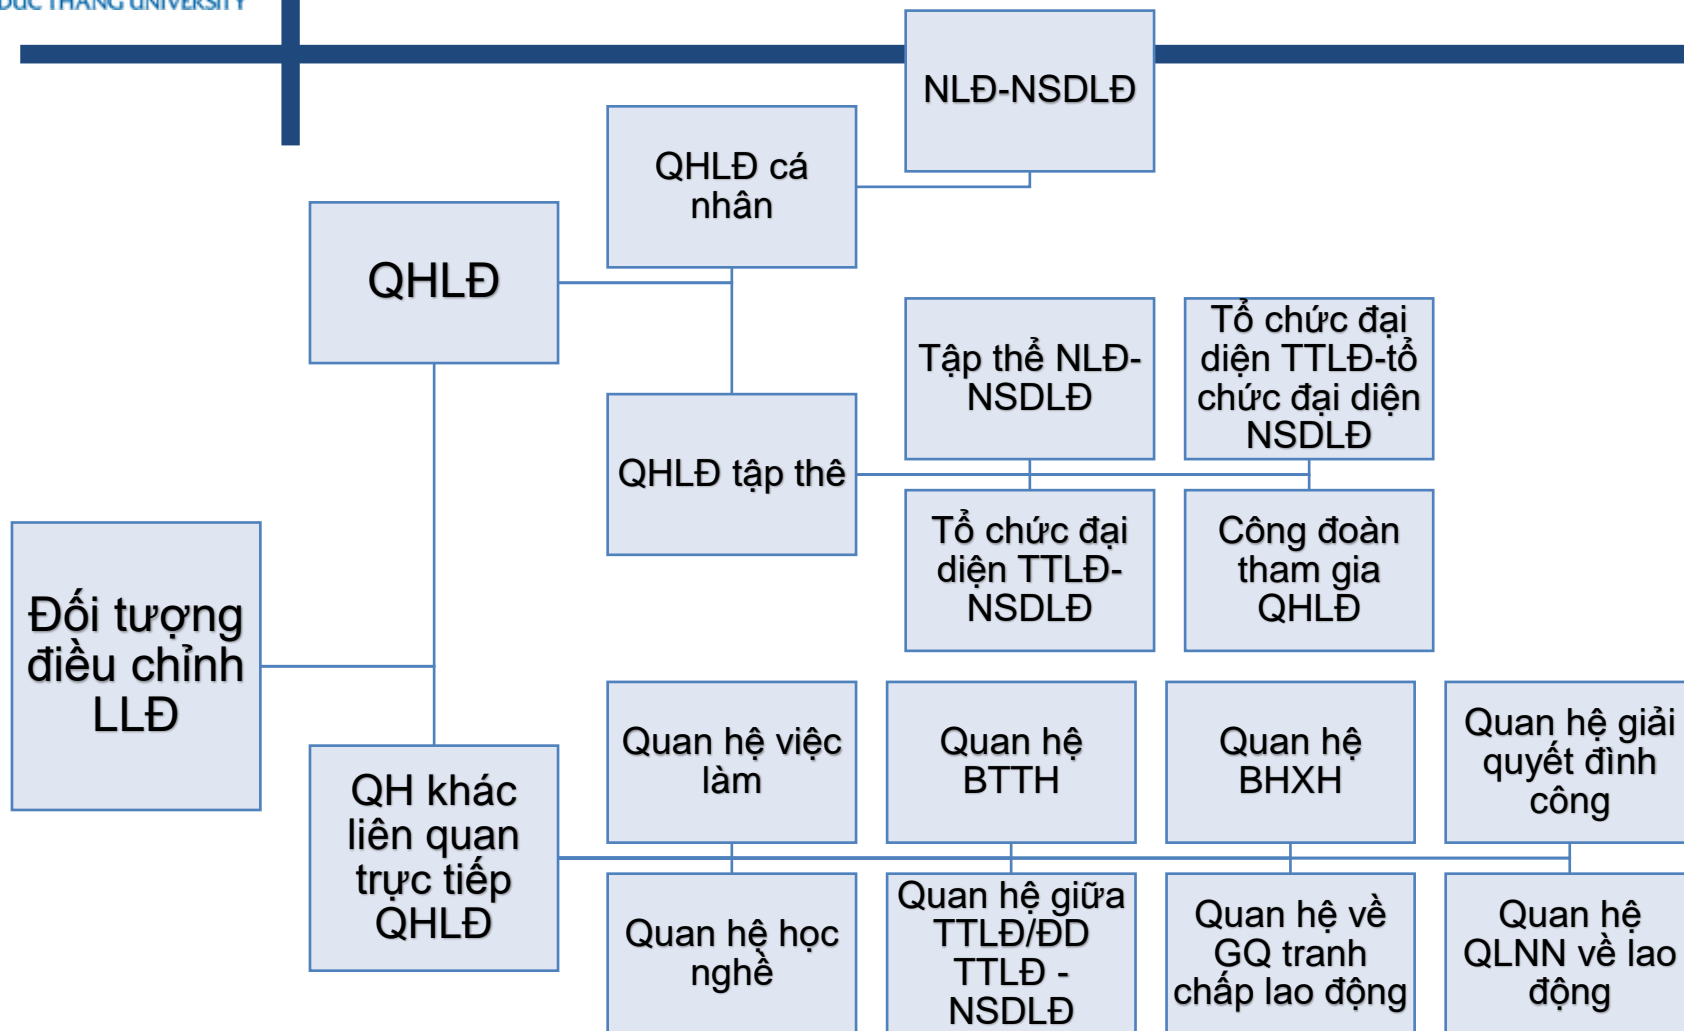 DUC THANG UNIVERSITY
NLĐ-NSDLĐ
QHLĐ cá
nhân
QHLĐ
Tập thể NLĐ-
NSDLĐ
Tổ chức đại
diện TTLĐ-tổ
chức đại diện
NSDLĐ
QHLĐ tập thê
Tổ chức đại
diện TTLĐ-
NSDLĐ
Công đoàn
tham gia
QHLĐ
Đối tượng
điều chỉnh
LLĐ
QH khác
liên quan
trực tiếp
QHLĐ
Quan hệ việc
làm
Quan hệ
BTTH
Quan hệ
BHXH
Quan hệ giải
quyết đình
công
Quan hệ học
nghề
Quan hệ giữa
TTLĐ/ĐD
TTLĐ -
NSDLĐ
Quan hệ về
GQ tranh
chấp lao động
Quan hệ
QLNN về lao
động